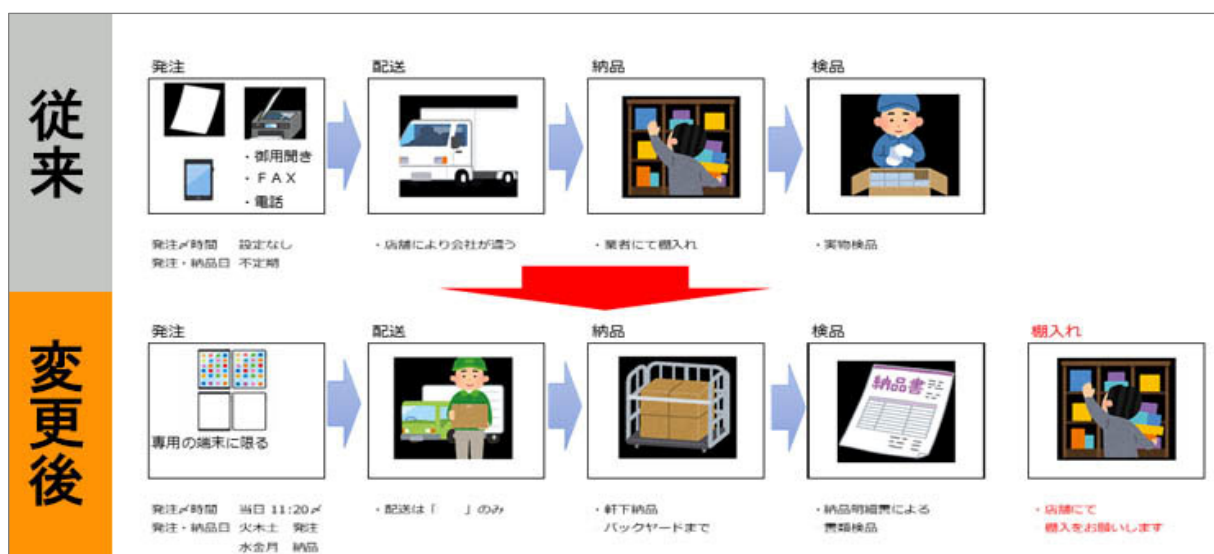 従来
発注
配送
納品
検品
・御用聞き
・ＦＡＸ
・電話
発注〆時間　設定なし
発注・納品日 不定期
・店舗により会社が違う
・業者にて棚入れ
・実物検品
変更後
発注
配送
納品
検品
棚入れ
専用の端末に限る
納品書
発注〆時間　当日 11:20〆
発注・納品日 火木土　発注
水金月　納品
・配送は「　　」のみ
・軒下納品
バックヤードまで
・納品明細書による
書類検品
・店舗にて
棚入をお願いします